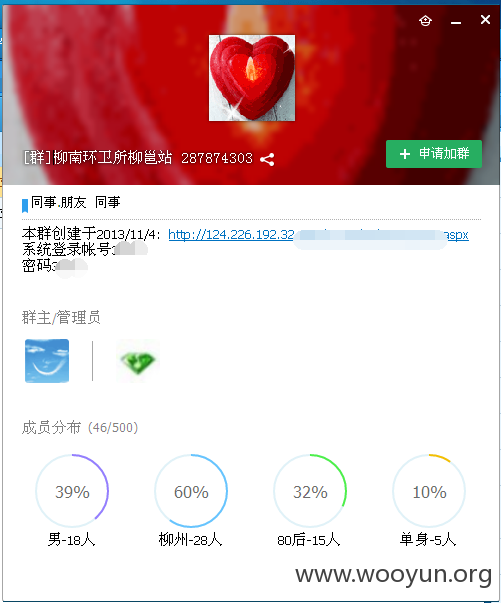 [群]柳南环卫所柳邕站 287874303
申请加群
同事.朋友 同事
本群创建于2013/11/4: http://124.226.192.32 aspx
系统登录帐号3
密码3
群主/管理员
成员分布 (46/500)
39% 60% 32% 10%
男-18人 柳州-28人 80后-15人 单身-5人
www.wooyun.org